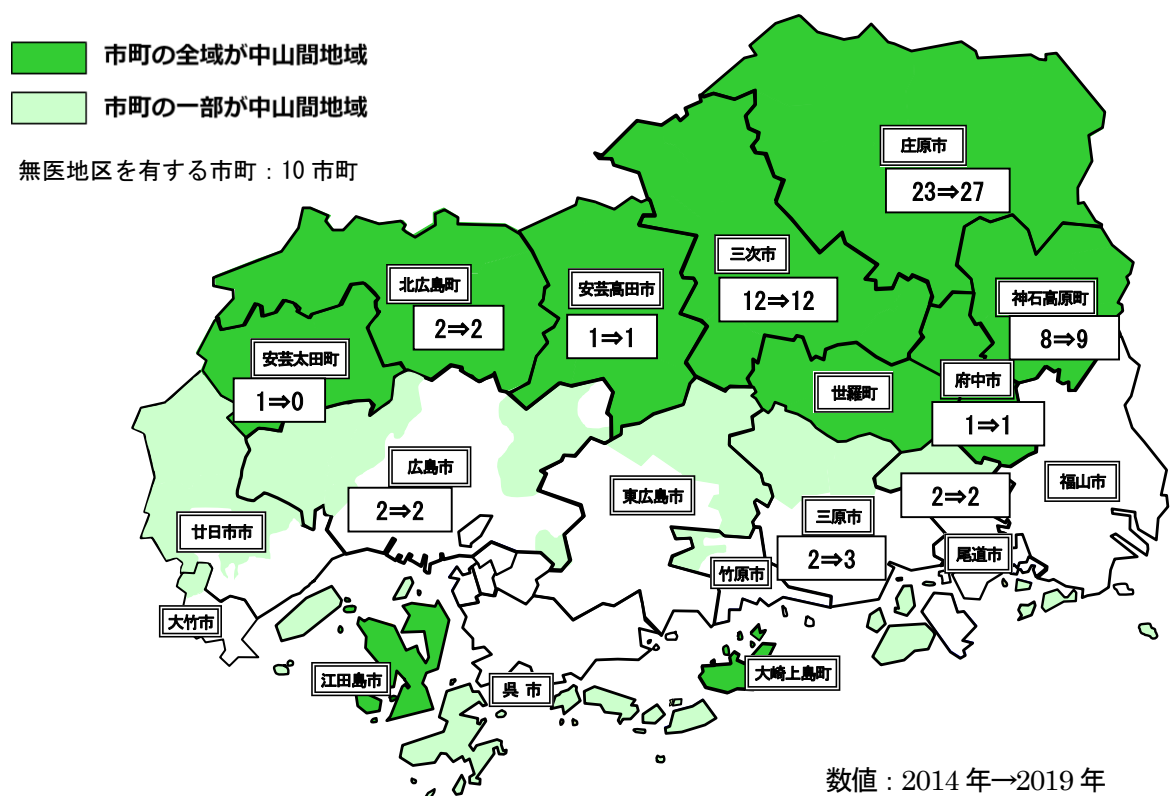 市町の全域が中山間地域
市町の一部が中山間地域
無医地区を有する市町：10 市町
庄原市
23⇒27
三次市
12⇒12
北広島町
2⇒2
安芸高田市
1⇒1
神石高原町
8⇒9
安芸太田町
1⇒0
世羅町
府中市
1⇒1
広島市
2⇒2
東広島市
2⇒2
福山市
廿日市市
三原市
2⇒3
尾道市
竹原市
大竹市
江田島市
呉 市
大崎上島町
数値：2014 年→2019 年